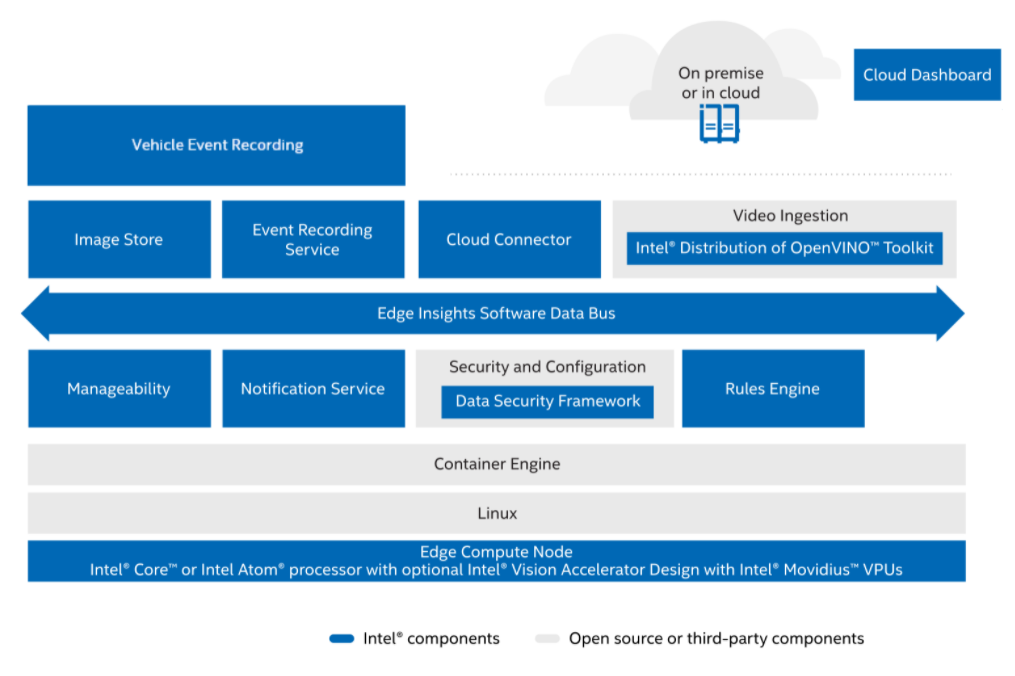 On premise
or in cloud
Cloud Dashboard
Vehicle Event Recording
Image Store
Event Recording
Service
Cloud Connector
Video Ingestion
Intel® Distribution of OpenVINO™ Toolkit
Edge Insights Software Data Bus
Manageability
Notification Service
Security and Configuration
Data Security Framework
Rules Engine
Container Engine
Linux
Edge Compute Node
Intel® Core™ or Intel Atom® processor with optional Intel® Vision Accelerator Design with Intel® Movidius™ VPUs
Intel® components
Open source or third-party components